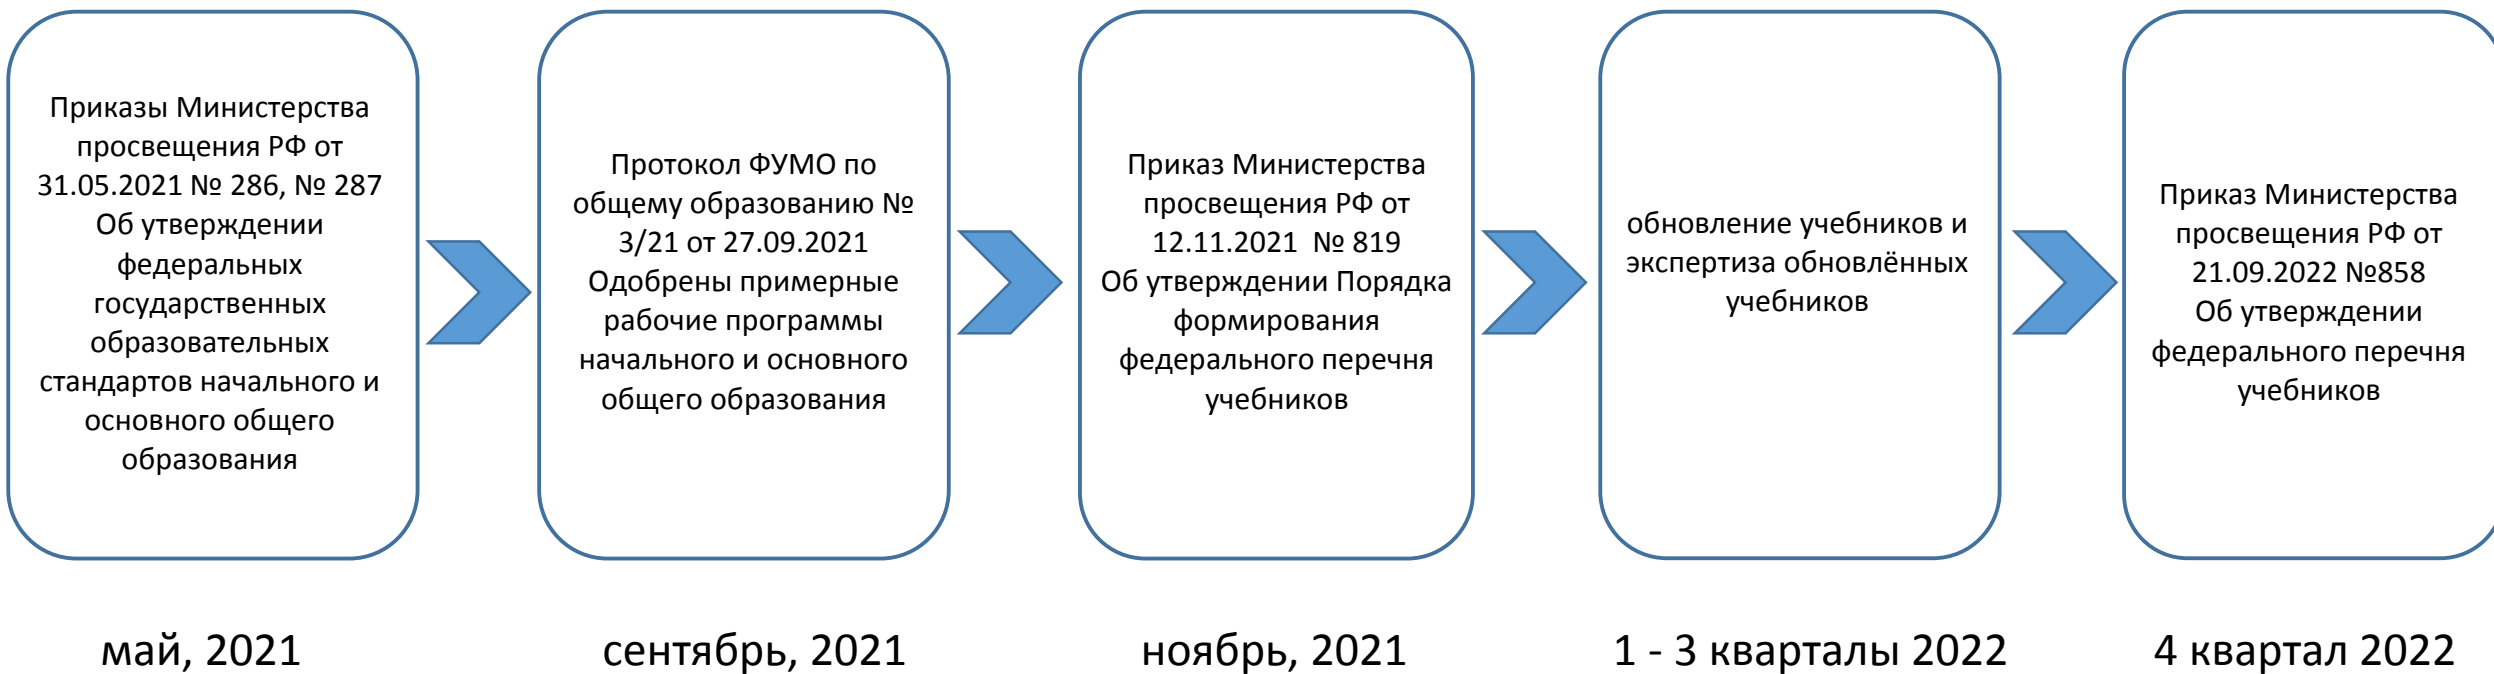 Приказы Министерства
просвещения РФ от
31.05.2021 № 286, № 287
Об утверждении
федеральных
государственных
образовательных
стандартов начального и
основного общего
образования
Протокол ФУМО по
общему образованию №
3/21 от 27.09.2021
Одобрены примерные
рабочие программы
начального и основного
общего образования
Приказ Министерства
просвещения РФ от
12.11.2021  № 819
Об утверждении Порядка
формирования
федерального перечня
учебников
обновление учебников и
экспертиза обновлённых
учебников
Приказ Министерства
просвещения РФ от
21.09.2022 №858
Об утверждении
федерального перечня
учебников
май, 2021
сентябрь, 2021
ноябрь, 2021
1 - 3 кварталы 2022
4 квартал 2022